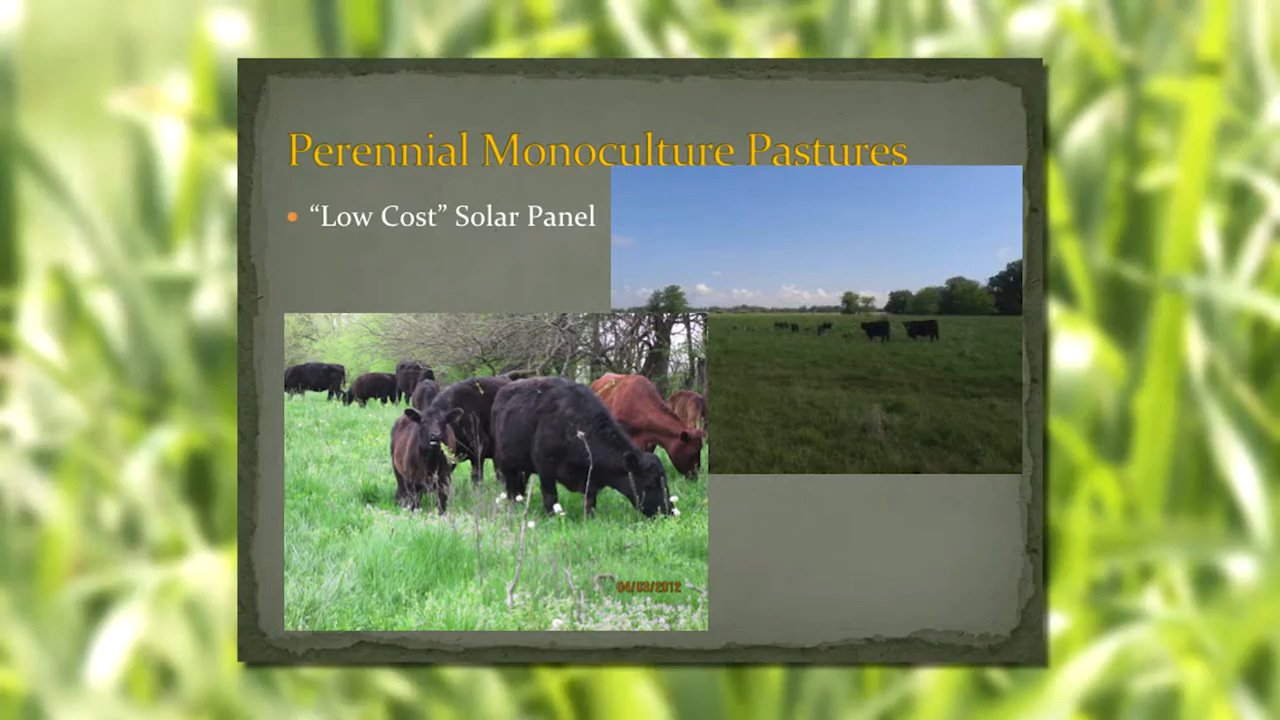 Perennial Monoculture Pastures
• “Low Cost” Solar Panel
04/03/2012